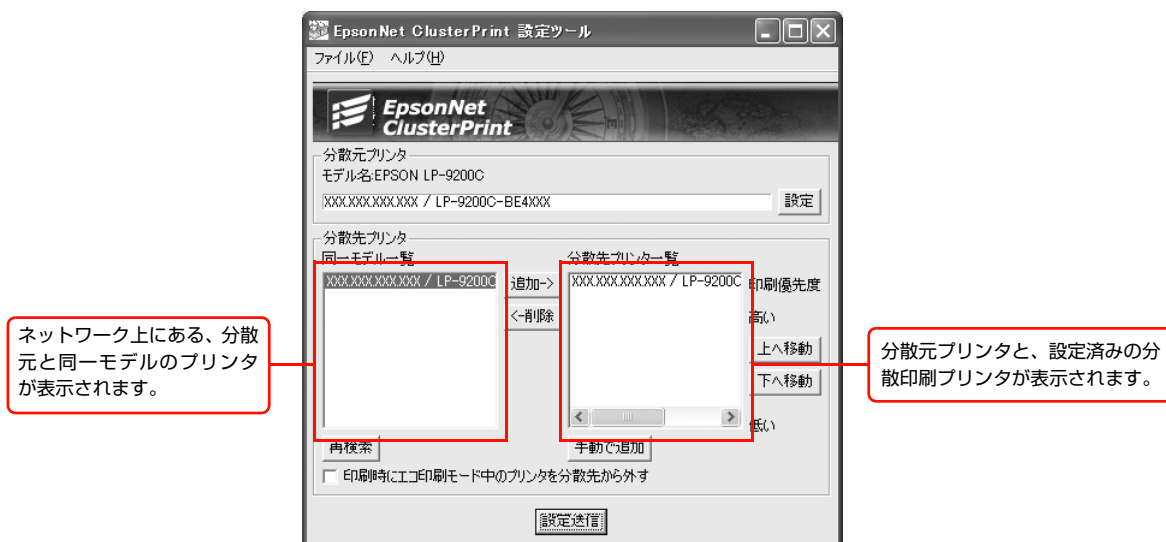 EpsonNet ClusterPrint 設定ツール
ファイル(F) ヘルプ(H)
EpsonNet
ClusterPrint
分散元プリンタ
モデル名:EPSON LP-9200C
XXX.XXX.XXX.XXX / LP-9200C-BE4XXX
設定
分散先プリンタ
同一モデル一覧
分散先プリンター覧
XXX.XXX.XXX.XXX / LP-9200C
追加->
XXX.XXX.XXX.XXX / LP-9200C
印刷優先度
<-削除
高い
上へ移動
下へ移動
低い
再検索
手動で追加
印刷時にエコ印刷モード中のプリンタを分散先から外す
設定送信
ネットワーク上にある、分散
元と同一モデルのプリンタ
が表示されます。
分散元プリンタと、設定済みの分
散印刷プリンタが表示されます。